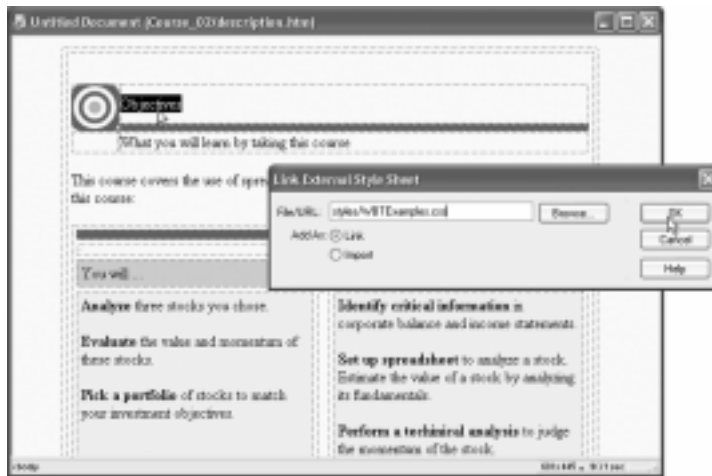 Untitled Document (Course_03/description.htm)
Objectives
What you will learn by taking this course
This course covers the use of
this course:
You will ...
Analyze three stocks you chose.
Evaluate the value and momentum of
these stocks.
Pick a portfolio of stocks to match
your investment objectives.
Identify critical information in
corporate balance and income statements.
Set up spreadsheet to analyze a stock.
Estimate the value of a stock by analyzing
its fundamentals.
Perform a techinical analysis to judge
the momentum of the stock.
Link External Style Sheet
File/URL: styles/WBTExamples.css
Browse...
Add As: Link
Import
OK
Cancel
Help
<body>